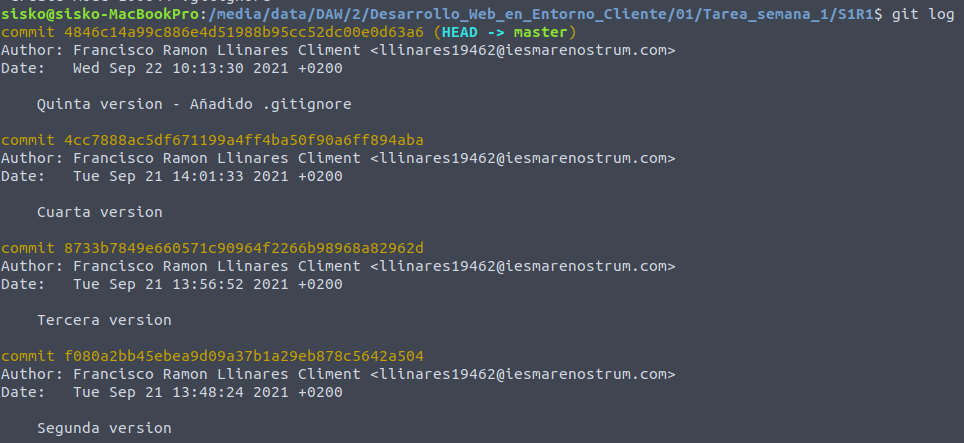 sisko@sisko-MacBookPro:/media/data/DAW/2/Desarrollo_Web_en_Entorno_Cliente/01/Tarea_semana_1/S1R1$ git log
commit 4846c14a99c886e4d51988b95cc52dc00e0d63a6 (HEAD -> master)
Author: Francisco Ramon Llinares Climent <llinares19462@iesmarenostrum.com>
Date:   Wed Sep 22 10:13:30 2021 +0200
    Quinta version - Añadido .gitignore
commit 4cc7888ac5df671199a4ff4ba50f90a6ff894aba
Author: Francisco Ramon Llinares Climent <llinares19462@iesmarenostrum.com>
Date:   Tue Sep 21 14:01:33 2021 +0200
    Cuarta version
commit 8733b7849e660571c90964f2266b98968a82962d
Author: Francisco Ramon Llinares Climent <llinares19462@iesmarenostrum.com>
Date:   Tue Sep 21 13:56:52 2021 +0200
    Tercera version
commit f080a2bb45ebea9d09a37b1a29eb878c5642a504
Author: Francisco Ramon Llinares Climent <llinares19462@iesmarenostrum.com>
Date:   Tue Sep 21 13:48:24 2021 +0200
    Segunda version